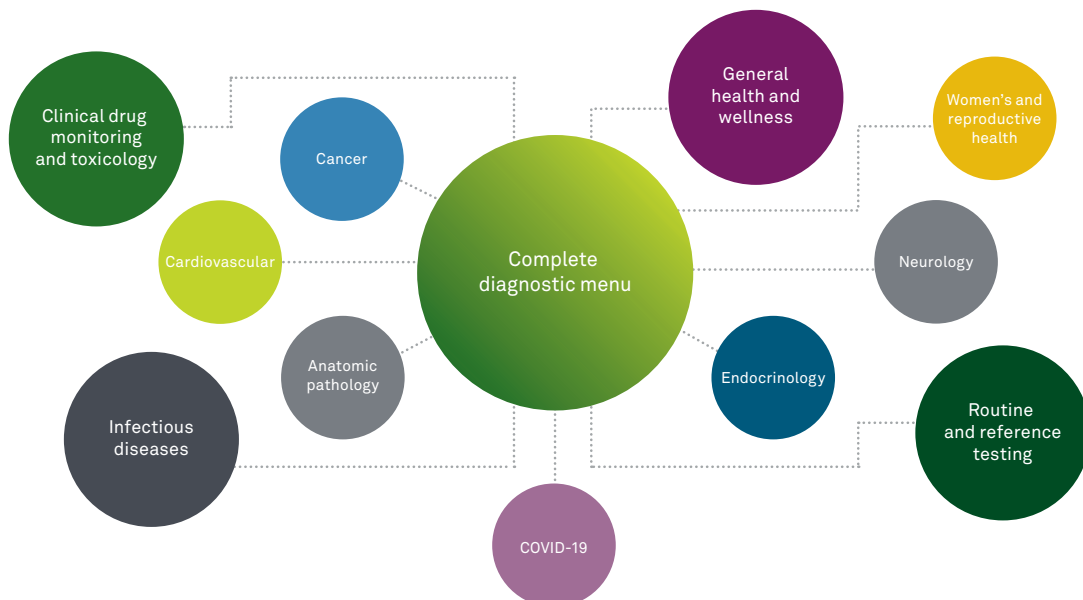 Clinical drug
monitoring
and toxicology
Cancer
General
health and
wellness
Women's and
reproductive
health
Cardiovascular
Complete
diagnostic menu
Neurology
Anatomic
pathology
Endocrinology
Infectious
diseases
Routine
and reference
testing
COVID-19